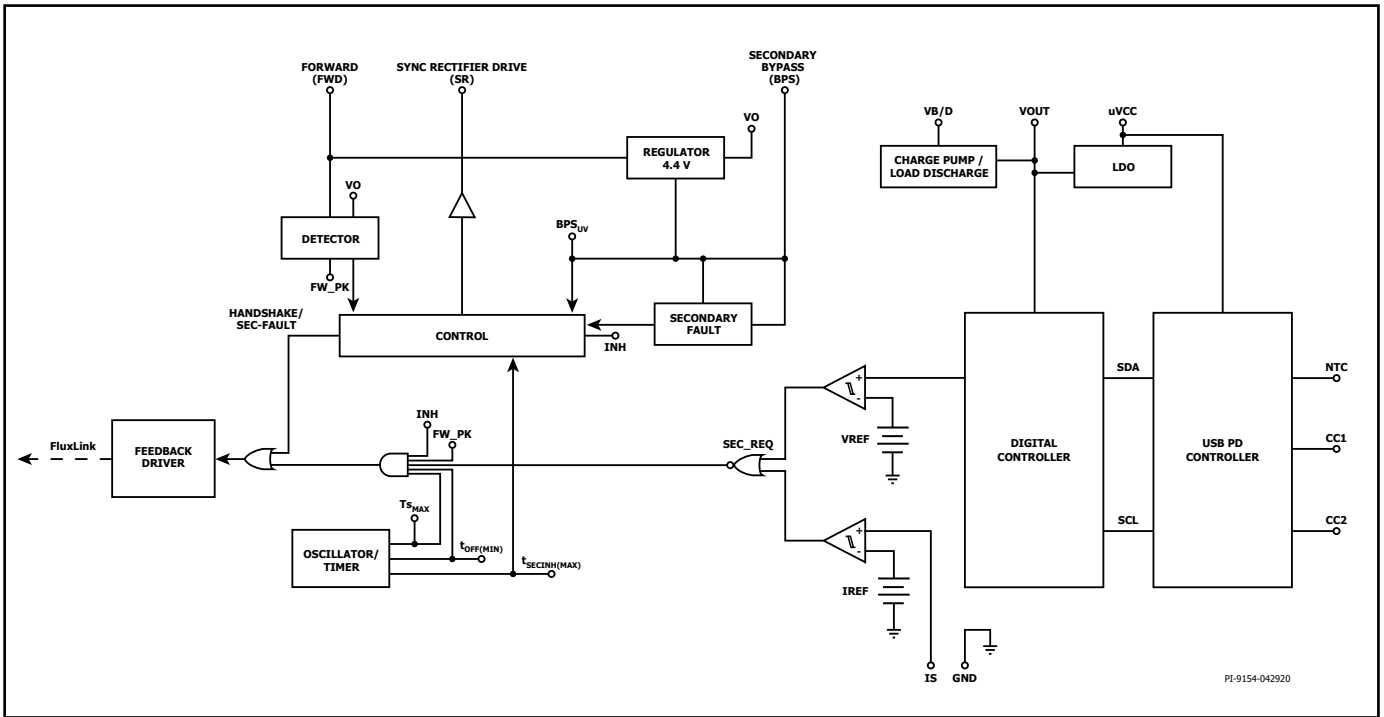 FORWARD
(FWD)
SYNC RECTIFIER DRIVE
(SR)
SECONDARY
BYPASS
(BPS)
VB/D
VOUT
uVCC
VO
REGULATOR
4.4 V
CHARGE PUMP /
LOAD DISCHARGE
LDO
VO
DETECTOR
BPSUV
FW_PK
HANDSHAKE/
SEC-FAULT
CONTROL
SECONDARY
FAULT
INH
SDA
NTC
INH
FW_PK
SEC_REQ
VREF
DIGITAL
CONTROLLER
USB PD
CONTROLLER
CC1
FluxLink
FEEDBACK
DRIVER
TsMAX
OSCILLATOR/
TIMER
tOFF(MIN)
tSECINH(MAX)
SCL
CC2
IREF
IS
GND
PI-9154-042920
+
-
+
-